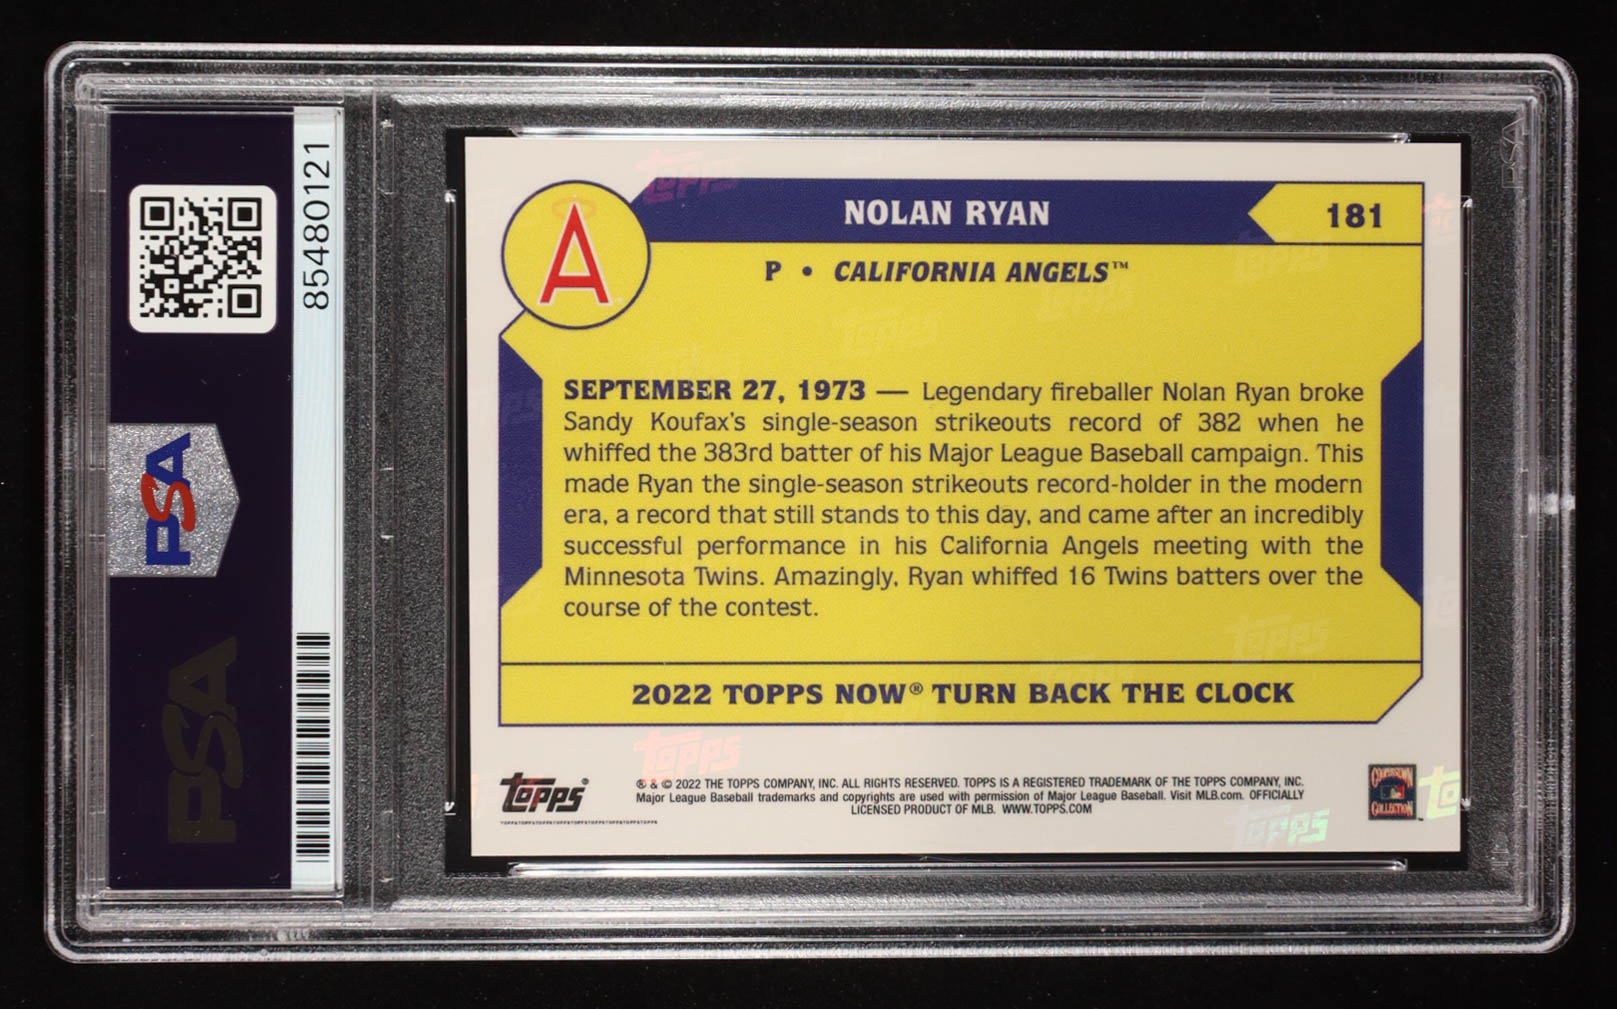 85480121
PSA
PSA
NOLAN RYAN
181
P • CALIFORNIA ANGELS™
A
SEPTEMBER 27, 1973 — Legendary fireballer Nolan Ryan broke
Sandy Koufax's single-season strikeouts record of 382 when he
whiffed the 383rd batter of his Major League Baseball campaign. This
made Ryan the single-season strikeouts record-holder in the modern
era, a record that still stands to this day, and came after an incredibly
successful performance in his California Angels meeting with the
Minnesota Twins. Amazingly, Ryan whiffed 16 Twins batters over the
course of the contest.
2022 TOPPS NOW® TURN BACK THE CLOCK
Topps®
® & © 2022 THE TOPPS COMPANY, INC. ALL RIGHTS RESERVED. TOPPS IS A REGISTERED TRADEMARK OF THE TOPPS COMPANY, INC.
Major League Baseball trademarks and copyrights are used with permission of Major League Baseball. Visit MLB.com. OFFICIALLY
LICENSED PRODUCT OF MLB. WWW.TOPPS.COM
COOPERSTOWN
COLLECTION